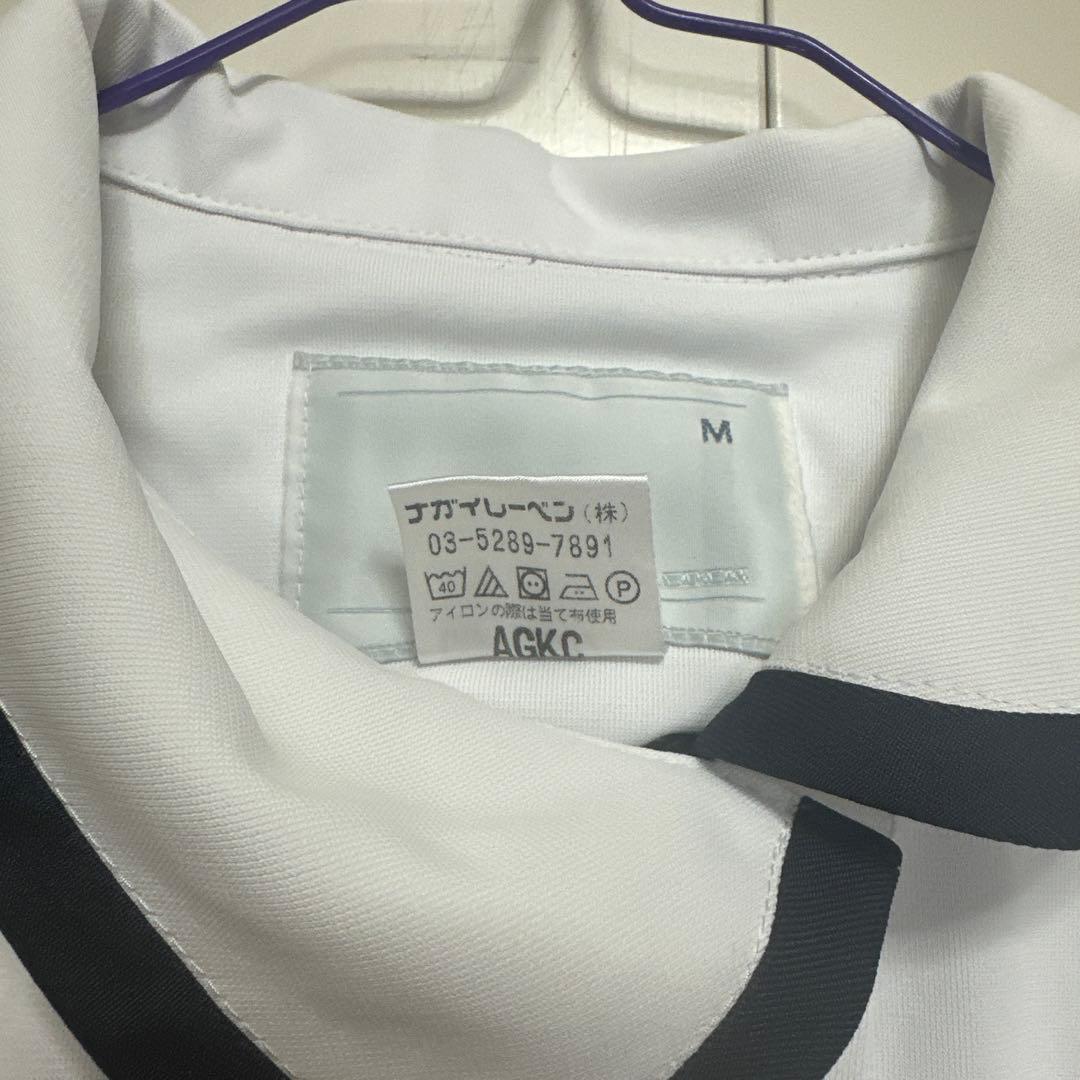 M
ナガイレーベン(株)
03-5289-7891
40 P
アイロンの際は当て布使用
AGKC